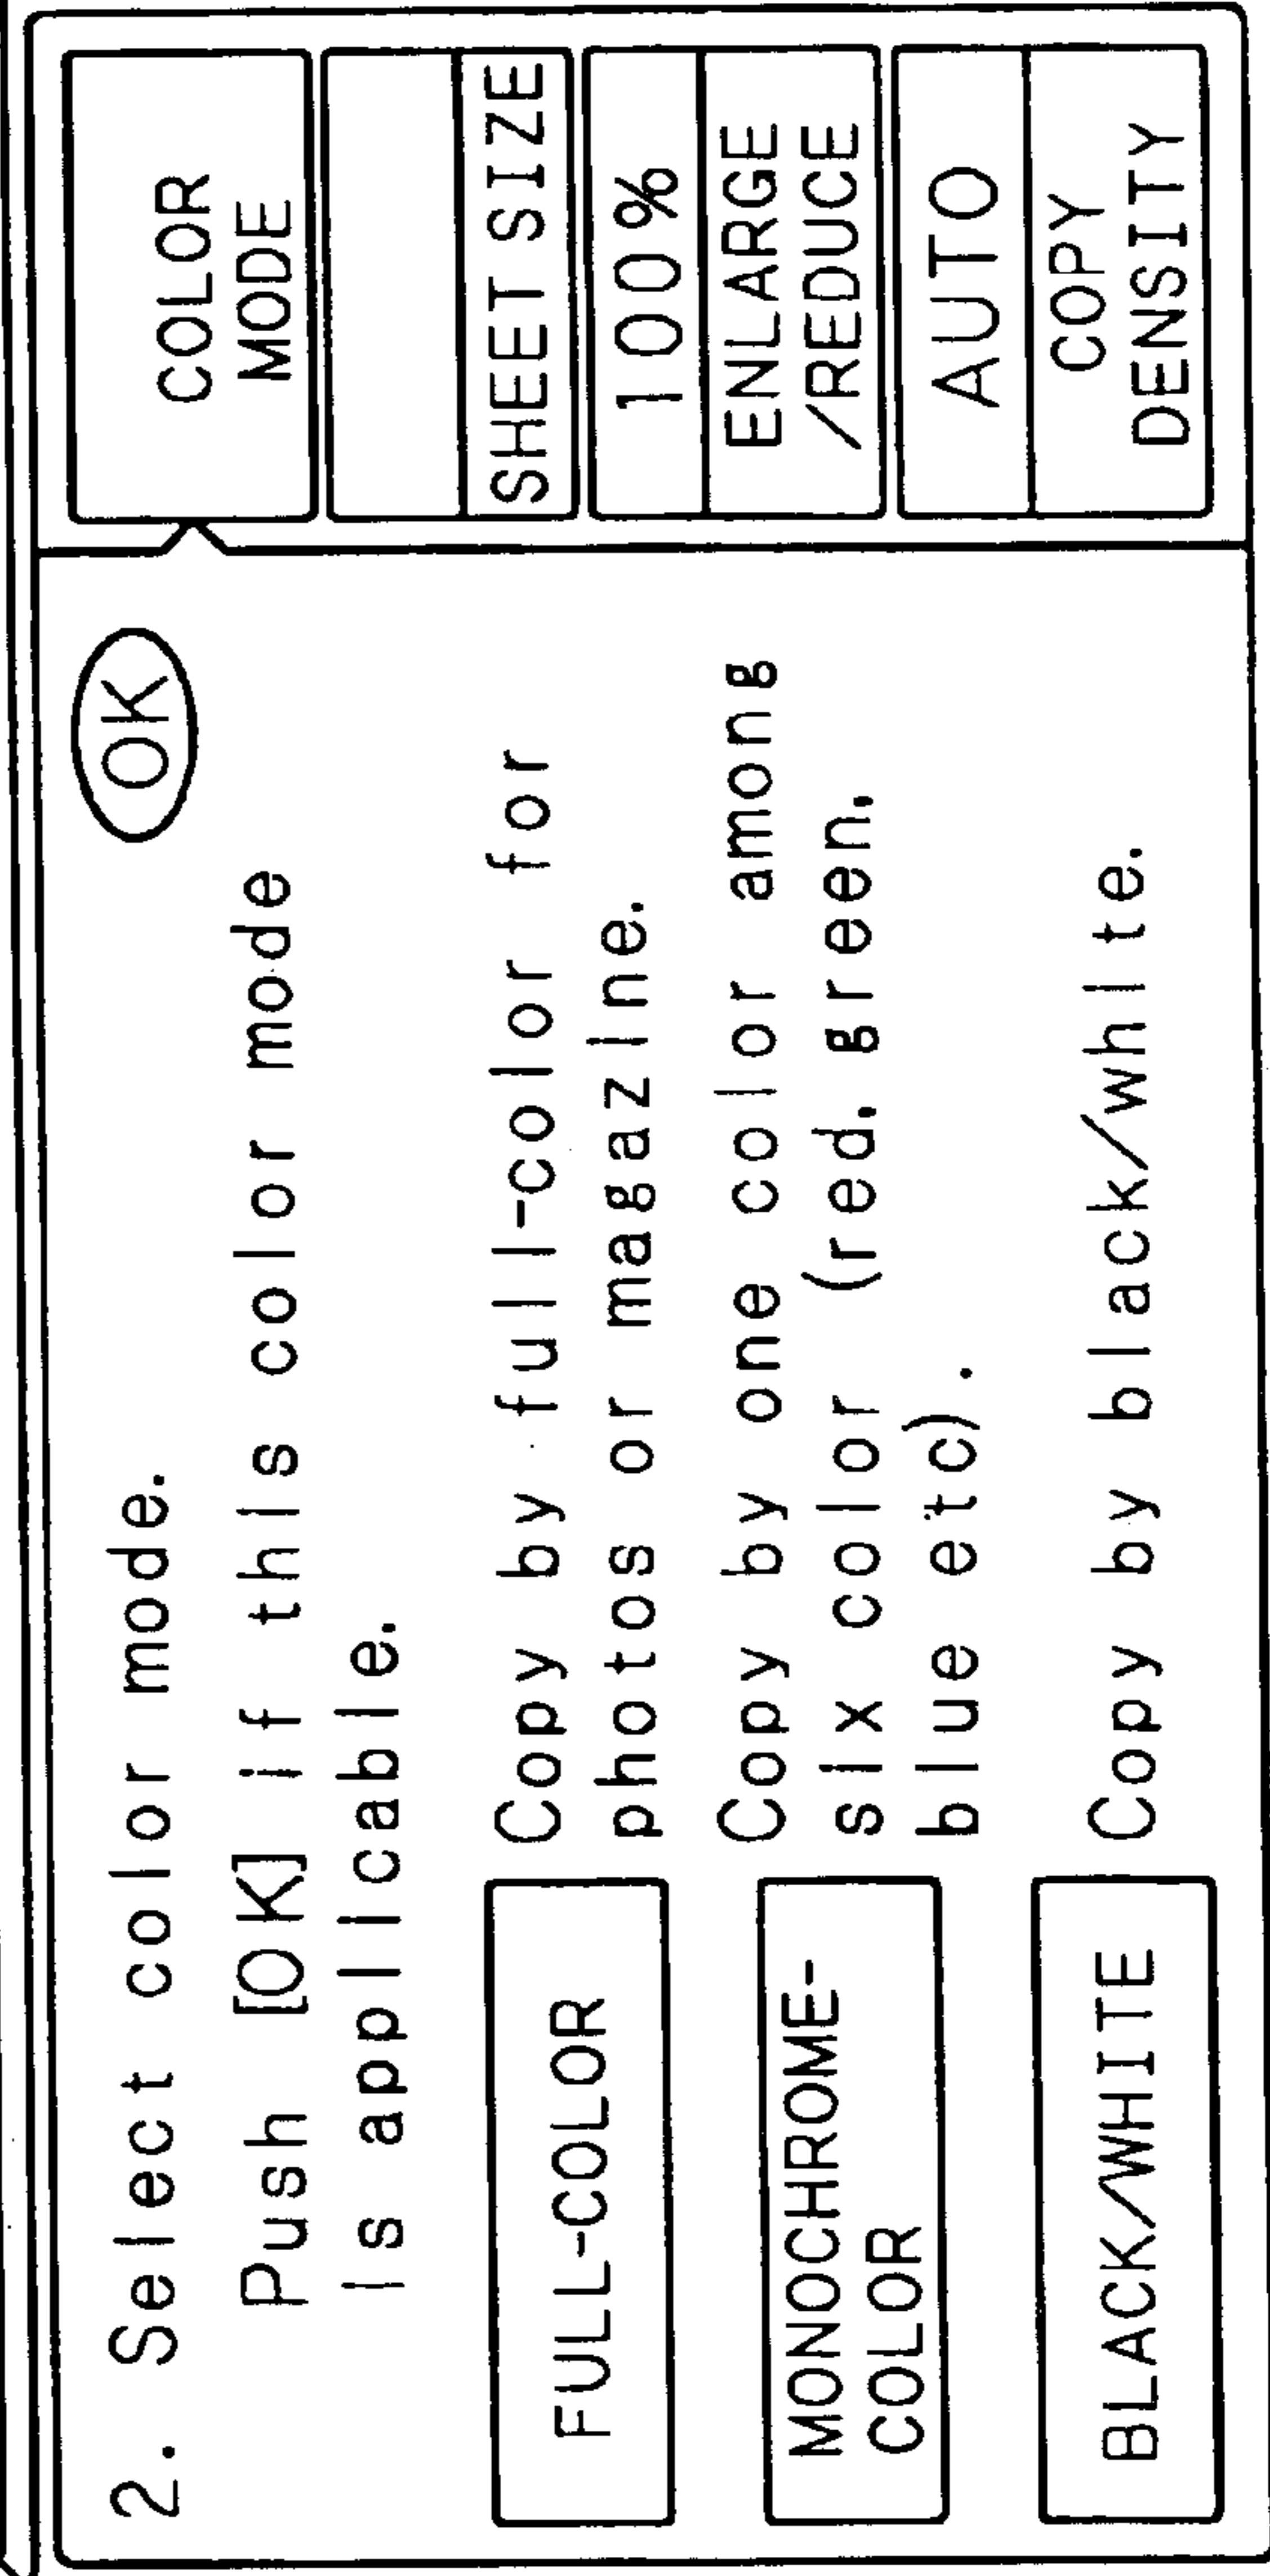 2. Select color mode.
OK
Push [OK] if this color mode
is applicable.
FULL-COLOR
Copy by full-color for
photos or magazine.
MONOCHROME-
COLOR
Copy by one color among
six color (red, green,
blue etc).
BLACK/WHITE
Copy by black/white.
COLOR
MODE
SHEET SIZE
100%
ENLARGE
/REDUCE
AUTO
COPY
DENSITY